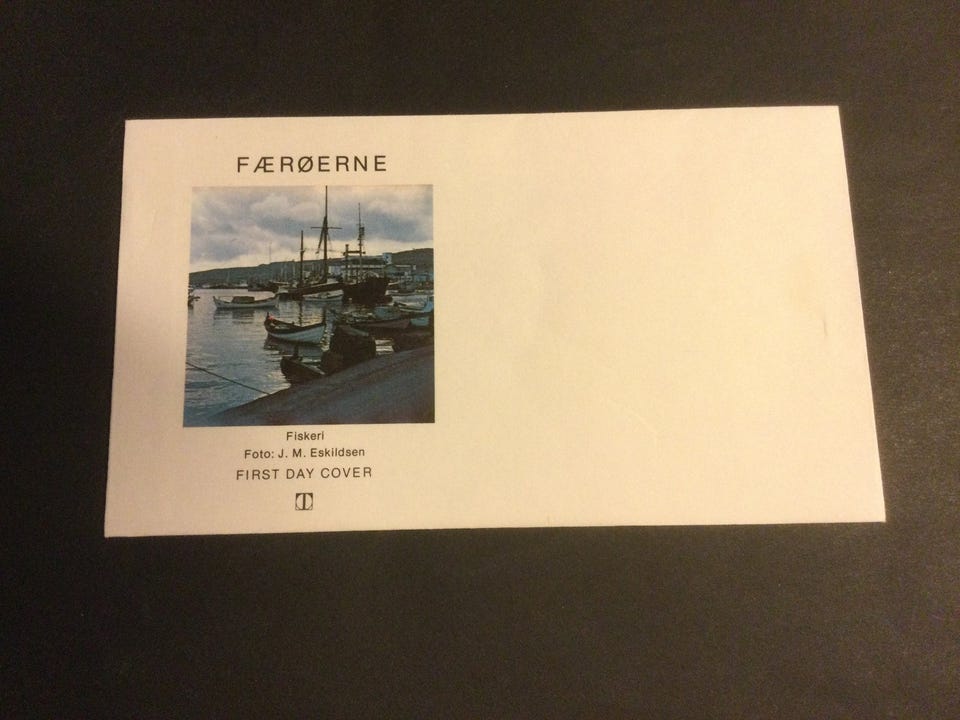 FÆRØERNE
Fiskeri
Foto: J. M. Eskildsen
FIRST DAY COVER